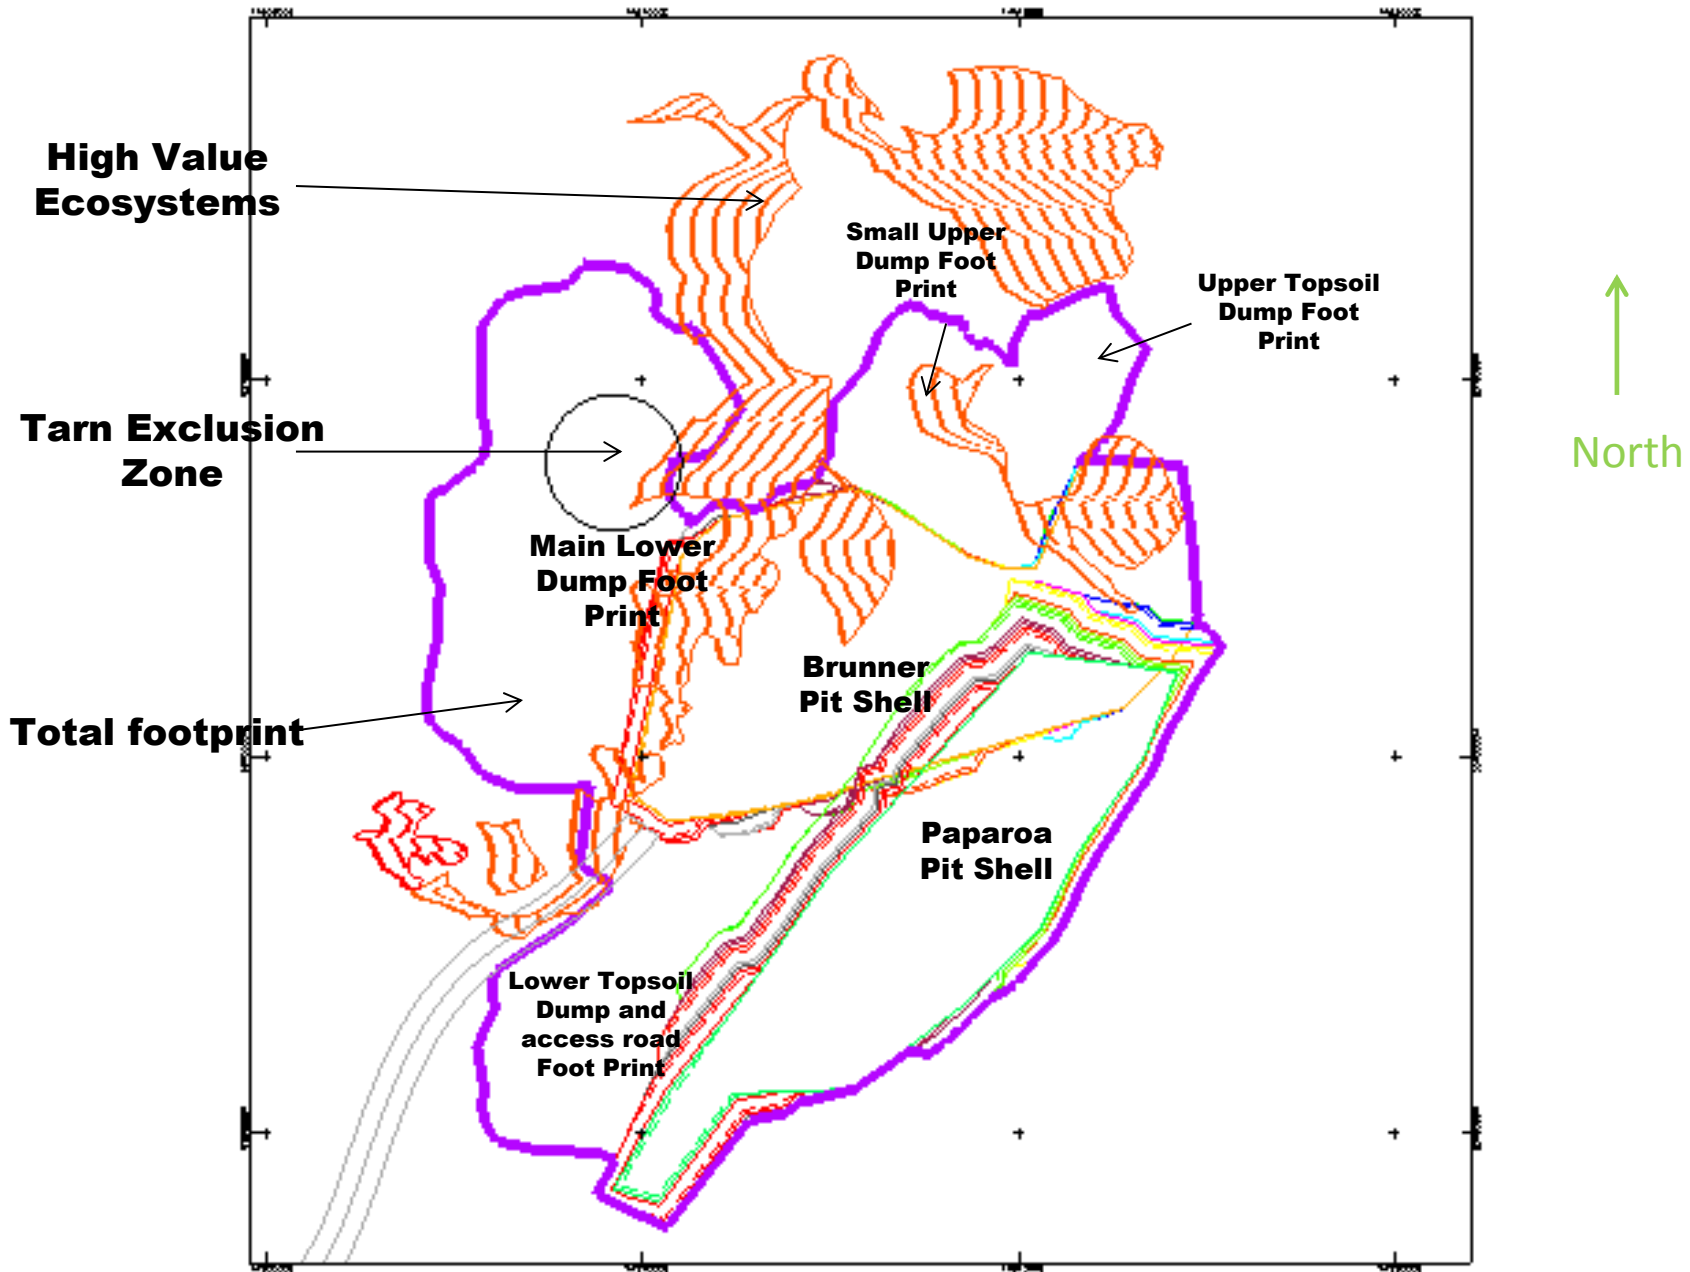 High Value
Ecosystems
Small Upper
Dump Foot
Print
Upper Topsoil
Dump Foot
Print
North
Tarn Exclusion
Zone
Main Lower
Dump Foot
Print
Brunner
Pit Shell
Total footprint
Paparoa
Pit Shell
Lower Topsoil
Dump and
access road
Foot Print